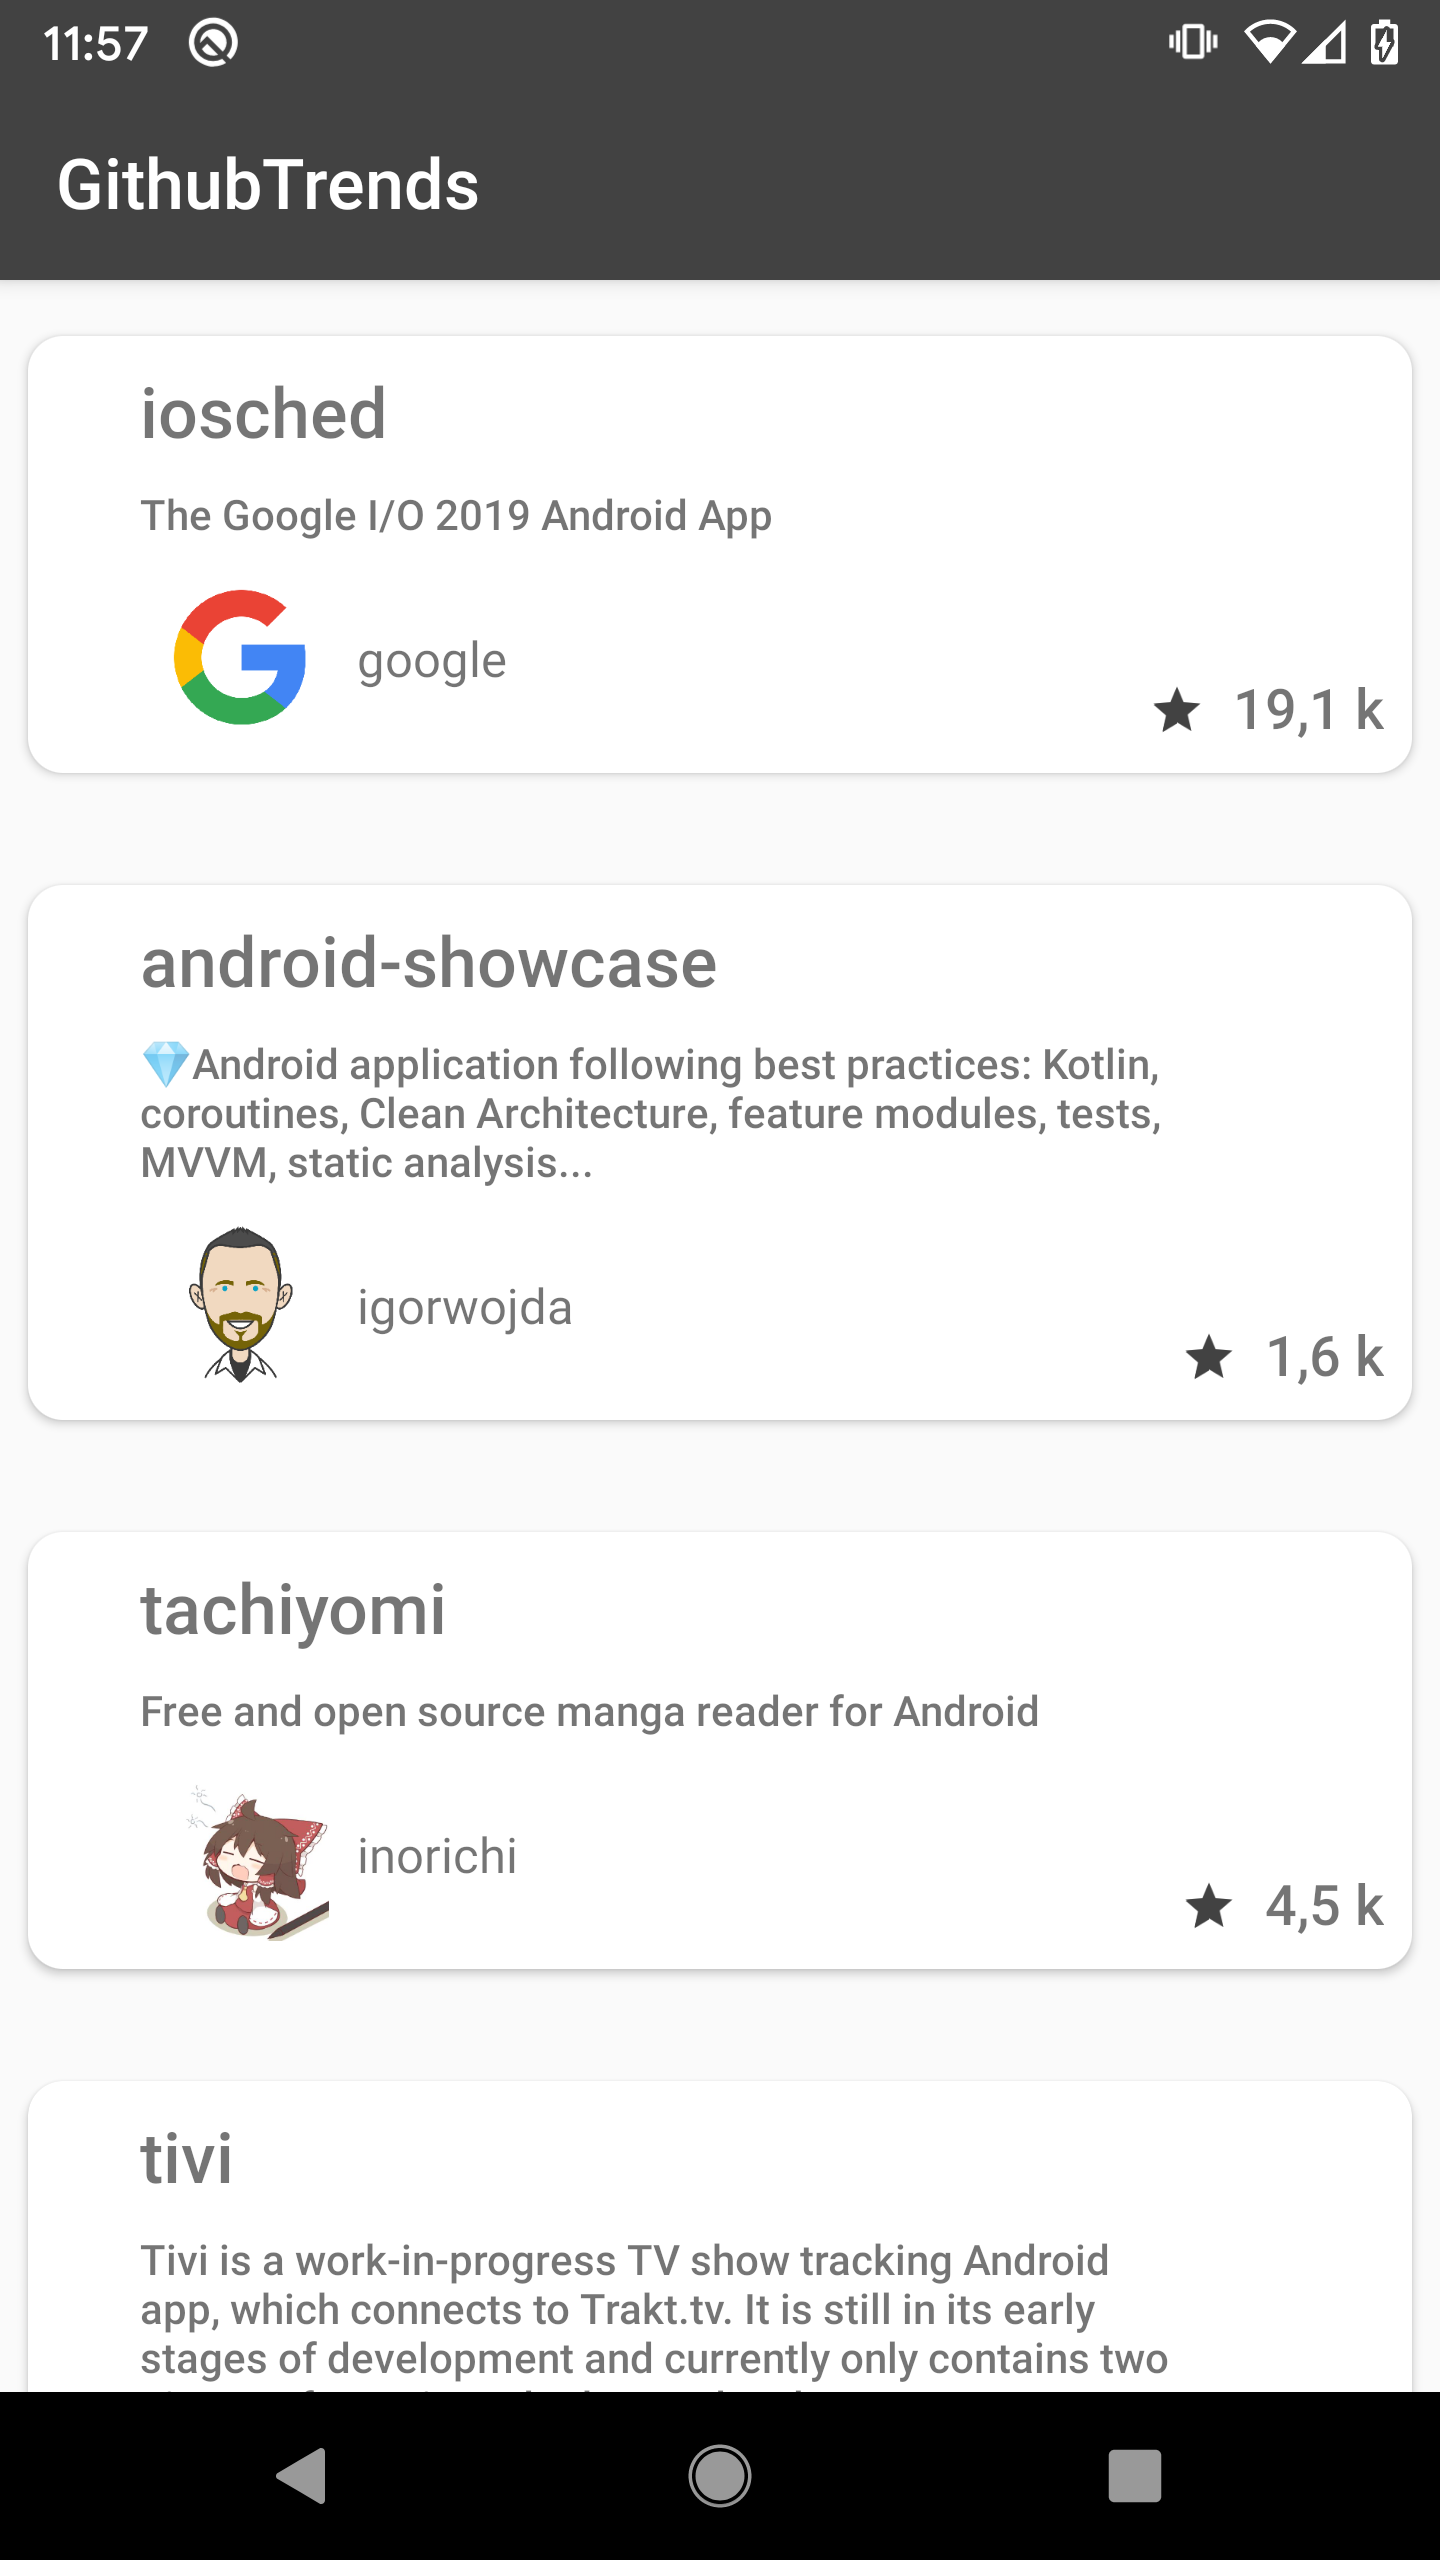 11:57
GithubTrends
iosched
The Google I/O 2019 Android App
google
19,1 k
android-showcase
💎Android application following best practices: Kotlin,
coroutines, Clean Architecture, feature modules, tests,
MVVM, static analysis...
igorwojda
1,6 k
tachiyomi
Free and open source manga reader for Android
inorichi
4,5 k
tivi
Tivi is a work-in-progress TV show tracking Android
app, which connects to Trakt.tv. It is still in its early
stages of development and currently only contains two